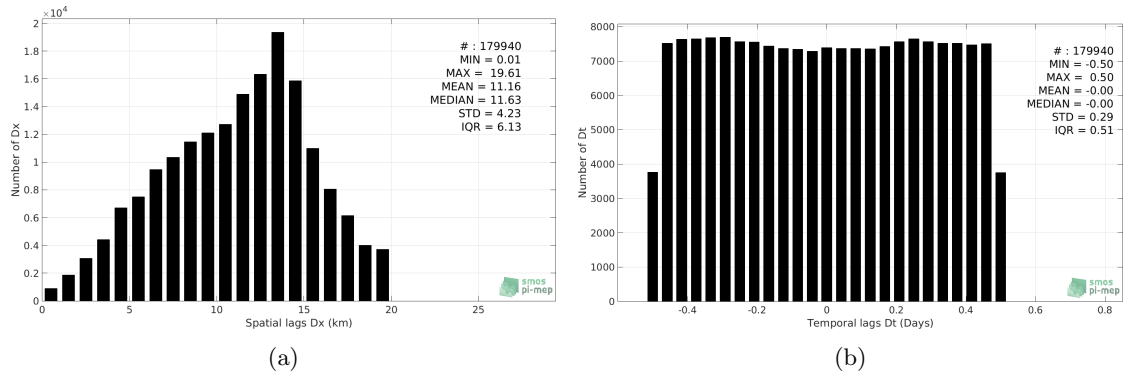 ×10⁴
2
1.8
1.6
1.4
1.2
1
0.8
0.6
0.4
0.2
0
Number of Dx
# : 179940
MIN = 0.01
MAX = 19.61
MEAN = 11.16
MEDIAN = 11.63
STD = 4.23
IQR = 6.13
smos
pi-mep
0 5 10 15 20 25
Spatial lags Dx (km)
(a)
8000
7000
6000
5000
4000
3000
2000
1000
0
Number of Dt
# : 179940
MIN = -0.50
MAX = 0.50
MEAN = -0.00
MEDIAN = -0.00
STD = 0.29
IQR = 0.51
smos
pi-mep
-0.4 -0.2 0 0.2 0.4 0.6 0.8
Temporal lags Dt (Days)
(b)